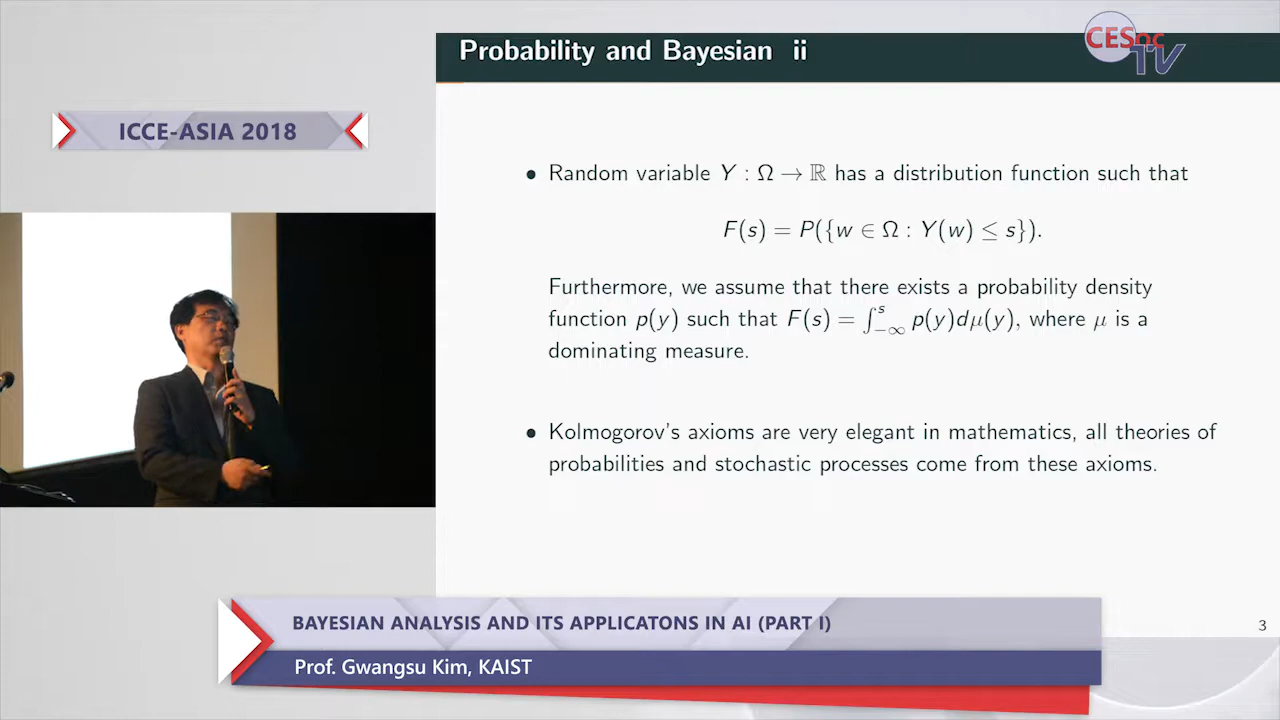 Probability and Bayesian ii
CESoc
TV
ICCE-ASIA 2018
• Random variable Y : Ω → ℝ has a distribution function such that
F(s) = P({w ∈ Ω : Y(w) ≤ s}).
Furthermore, we assume that there exists a probability density
function p(y) such that F(s) = ∫_{−∞}^{s} p(y)dμ(y), where μ is a
dominating measure.
• Kolmogorov's axioms are very elegant in mathematics, all theories of
probabilities and stochastic processes come from these axioms.
3
BAYESIAN ANALYSIS AND ITS APPLICATONS IN AI (PART I)
Prof. Gwangsu Kim, KAIST